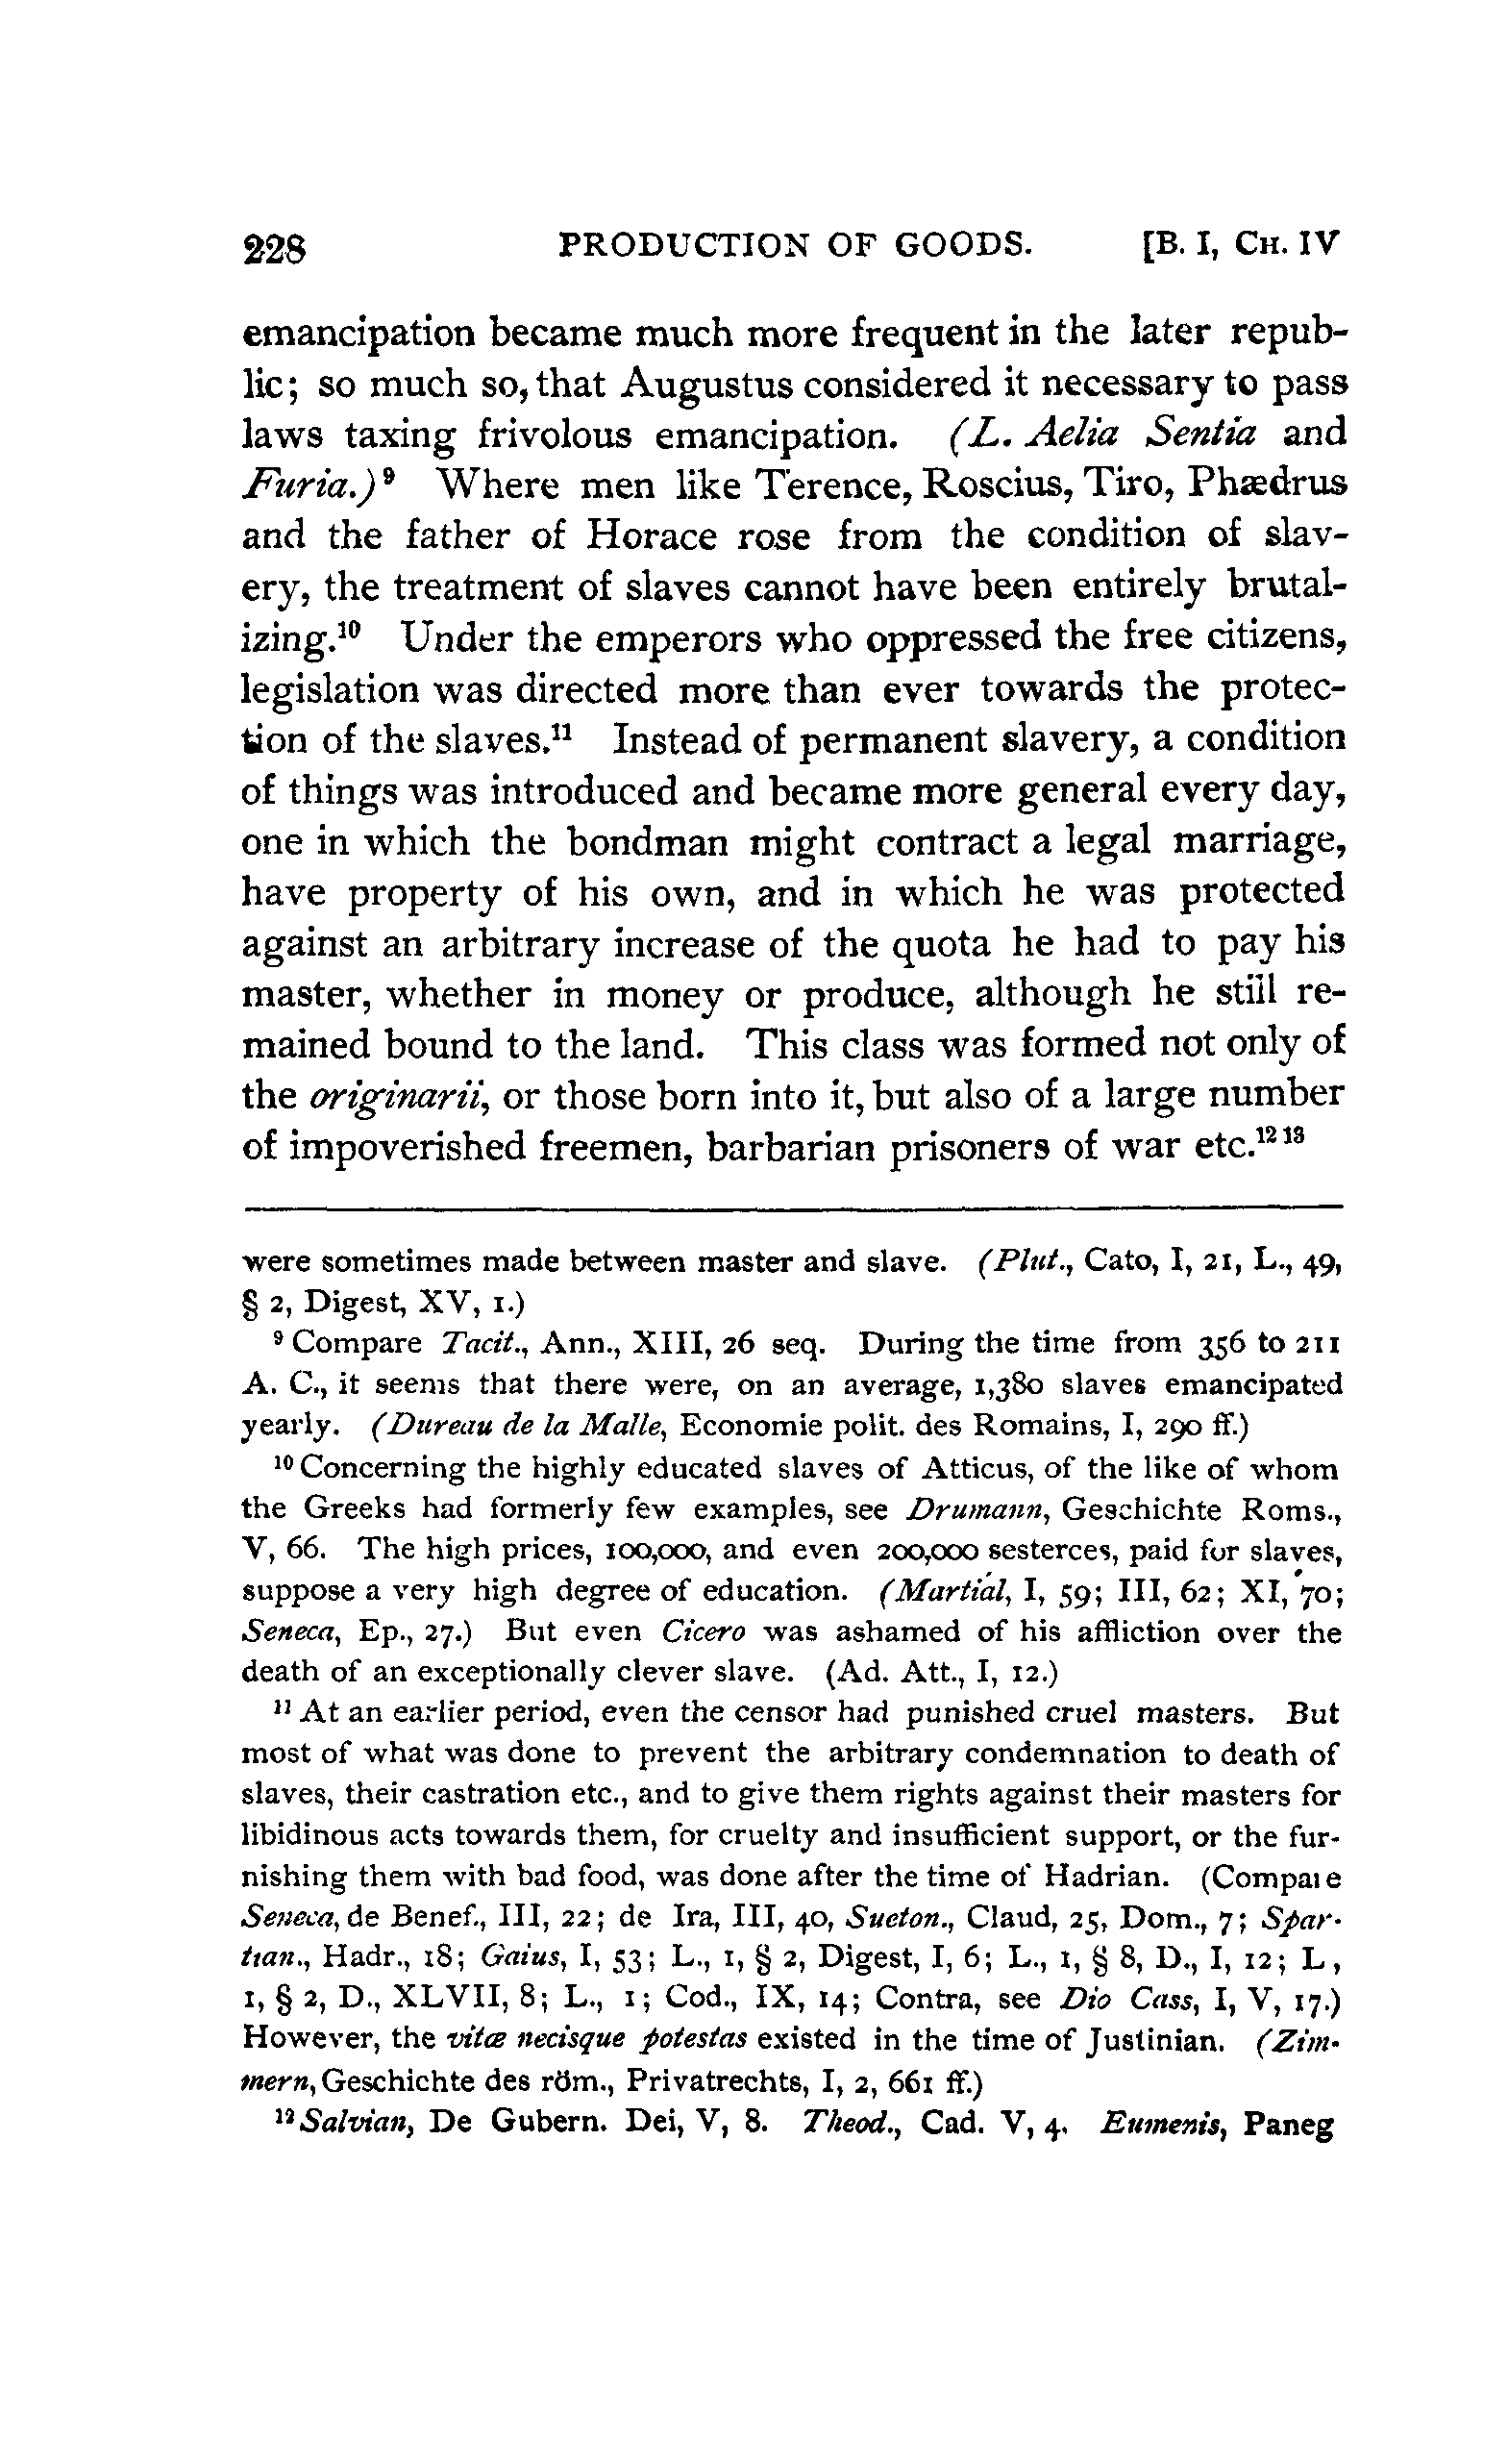 228 PRODUCTION OF GOODS. [B. I, CH. IV
emancipation became much more frequent in the later repub-
lic; so much so, that Augustus considered it necessary to pass
laws taxing frivolous emancipation. (L. Aelia Sentia and
Furia.)⁹ Where men like Terence, Roscius, Tiro, Phædrus
and the father of Horace rose from the condition of slav-
ery, the treatment of slaves cannot have been entirely brutal-
izing.¹⁰ Under the emperors who oppressed the free citizens,
legislation was directed more than ever towards the protec-
tion of the slaves.¹¹ Instead of permanent slavery, a condition
of things was introduced and became more general every day,
one in which the bondman might contract a legal marriage,
have property of his own, and in which he was protected
against an arbitrary increase of the quota he had to pay his
master, whether in money or produce, although he still re-
mained bound to the land. This class was formed not only of
the originarii, or those born into it, but also of a large number
of impoverished freemen, barbarian prisoners of war etc.¹² ¹³
were sometimes made between master and slave. (Plut., Cato, I, 21, L., 49,
§ 2, Digest, XV, 1.)
⁹ Compare Tacit., Ann., XIII, 26 seq. During the time from 356 to 211
A. C., it seems that there were, on an average, 1,380 slaves emancipated
yearly. (Dureau de la Malle, Economie polit. des Romains, I, 290 ff.)
¹⁰ Concerning the highly educated slaves of Atticus, of the like of whom
the Greeks had formerly few examples, see Drumann, Geschichte Roms.,
V, 66. The high prices, 100,000, and even 200,000 sesterces, paid for slaves,
suppose a very high degree of education. (Martial, I, 59; III, 62; XI, 70;
Seneca, Ep., 27.) But even Cicero was ashamed of his affliction over the
death of an exceptionally clever slave. (Ad. Att., I, 12.)
¹¹ At an earlier period, even the censor had punished cruel masters. But
most of what was done to prevent the arbitrary condemnation to death of
slaves, their castration etc., and to give them rights against their masters for
libidinous acts towards them, for cruelty and insufficient support, or the fur-
nishing them with bad food, was done after the time of Hadrian. (Compare
Seneca, de Benef., III, 22; de Ira, III, 40, Sueton., Claud, 25, Dom., 7; Spar-
tian., Hadr., 18; Gaius, I, 53; L., 1, § 2, Digest, I, 6; L., 1, § 8, D., I, 12; L,
1, § 2, D., XLVII, 8; L., 1; Cod., IX, 14; Contra, see Dio Cass, I, V, 17.)
However, the vitæ necisque potestas existed in the time of Justinian. (Zim-
mern, Geschichte des röm., Privatrechts, I, 2, 661 ff.)
¹² Salvian, De Gubern. Dei, V, 8. Theod., Cad. V, 4. Eumenis, Paneg